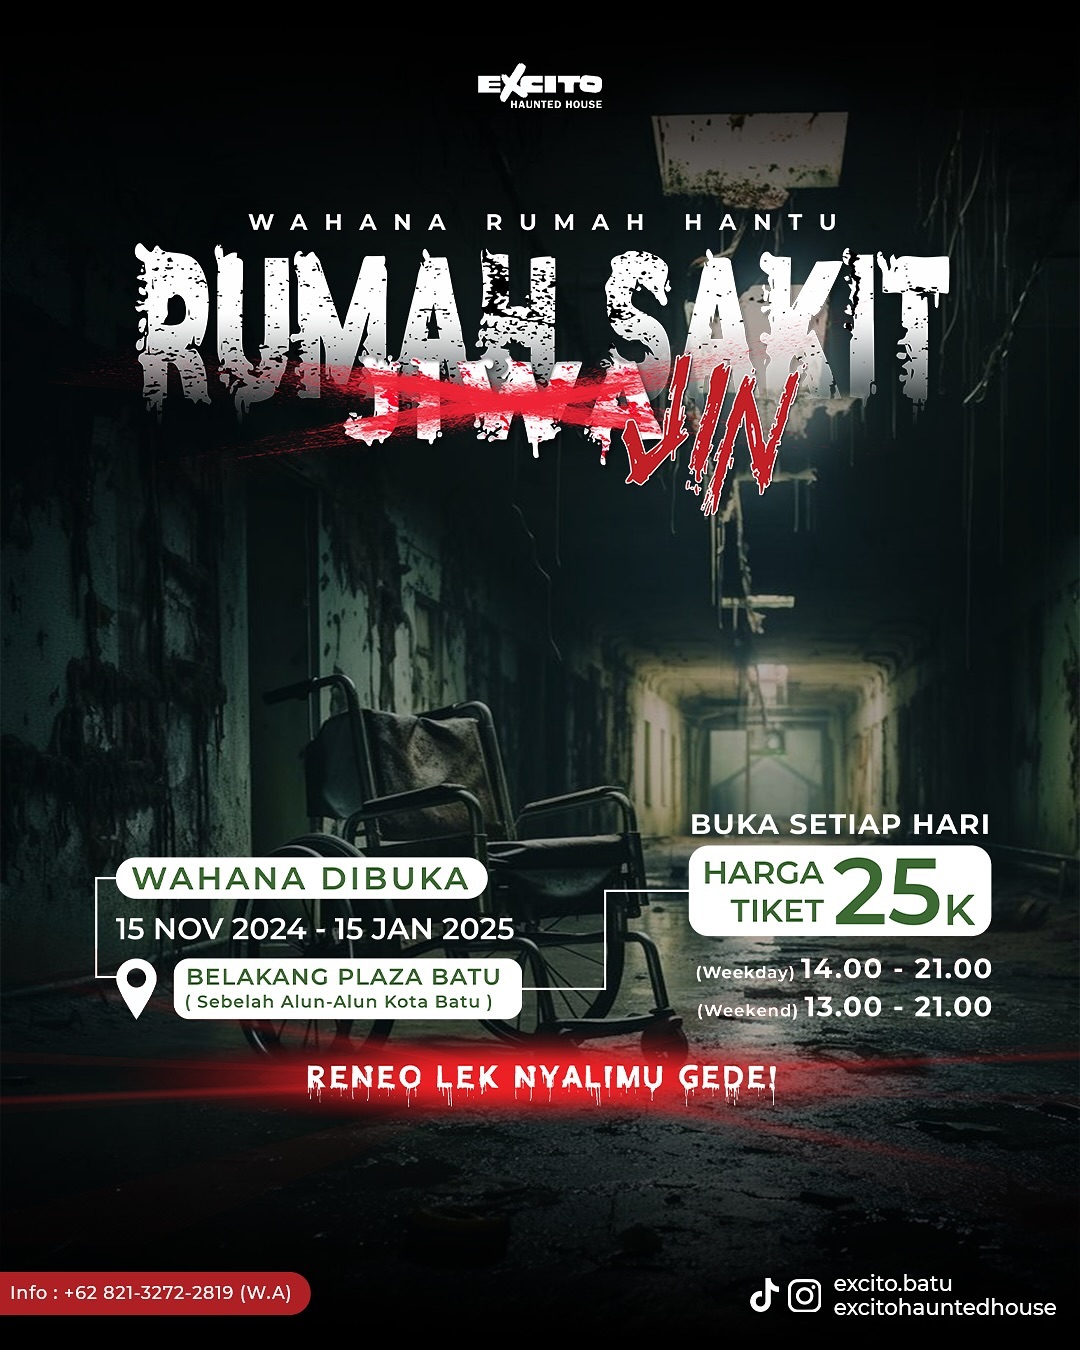 EXCITO
HAUNTED HOUSE
WAHANA RUMAH HANTU
RUMAH SAKIT
JIWA JIN
WAHANA DIBUKA
15 NOV 2024 - 15 JAN 2025
BELAKANG PLAZA BATU
( Sebelah Alun-Alun Kota Batu )
BUKA SETIAP HARI
HARGA TIKET 25K
(Weekday) 14.00 - 21.00
(Weekend) 13.00 - 21.00
RENEO LEK NYALIMU GEDE!
Info : +62 821-3272-2819 (W.A)
excito.batu
excitohauntedhouse